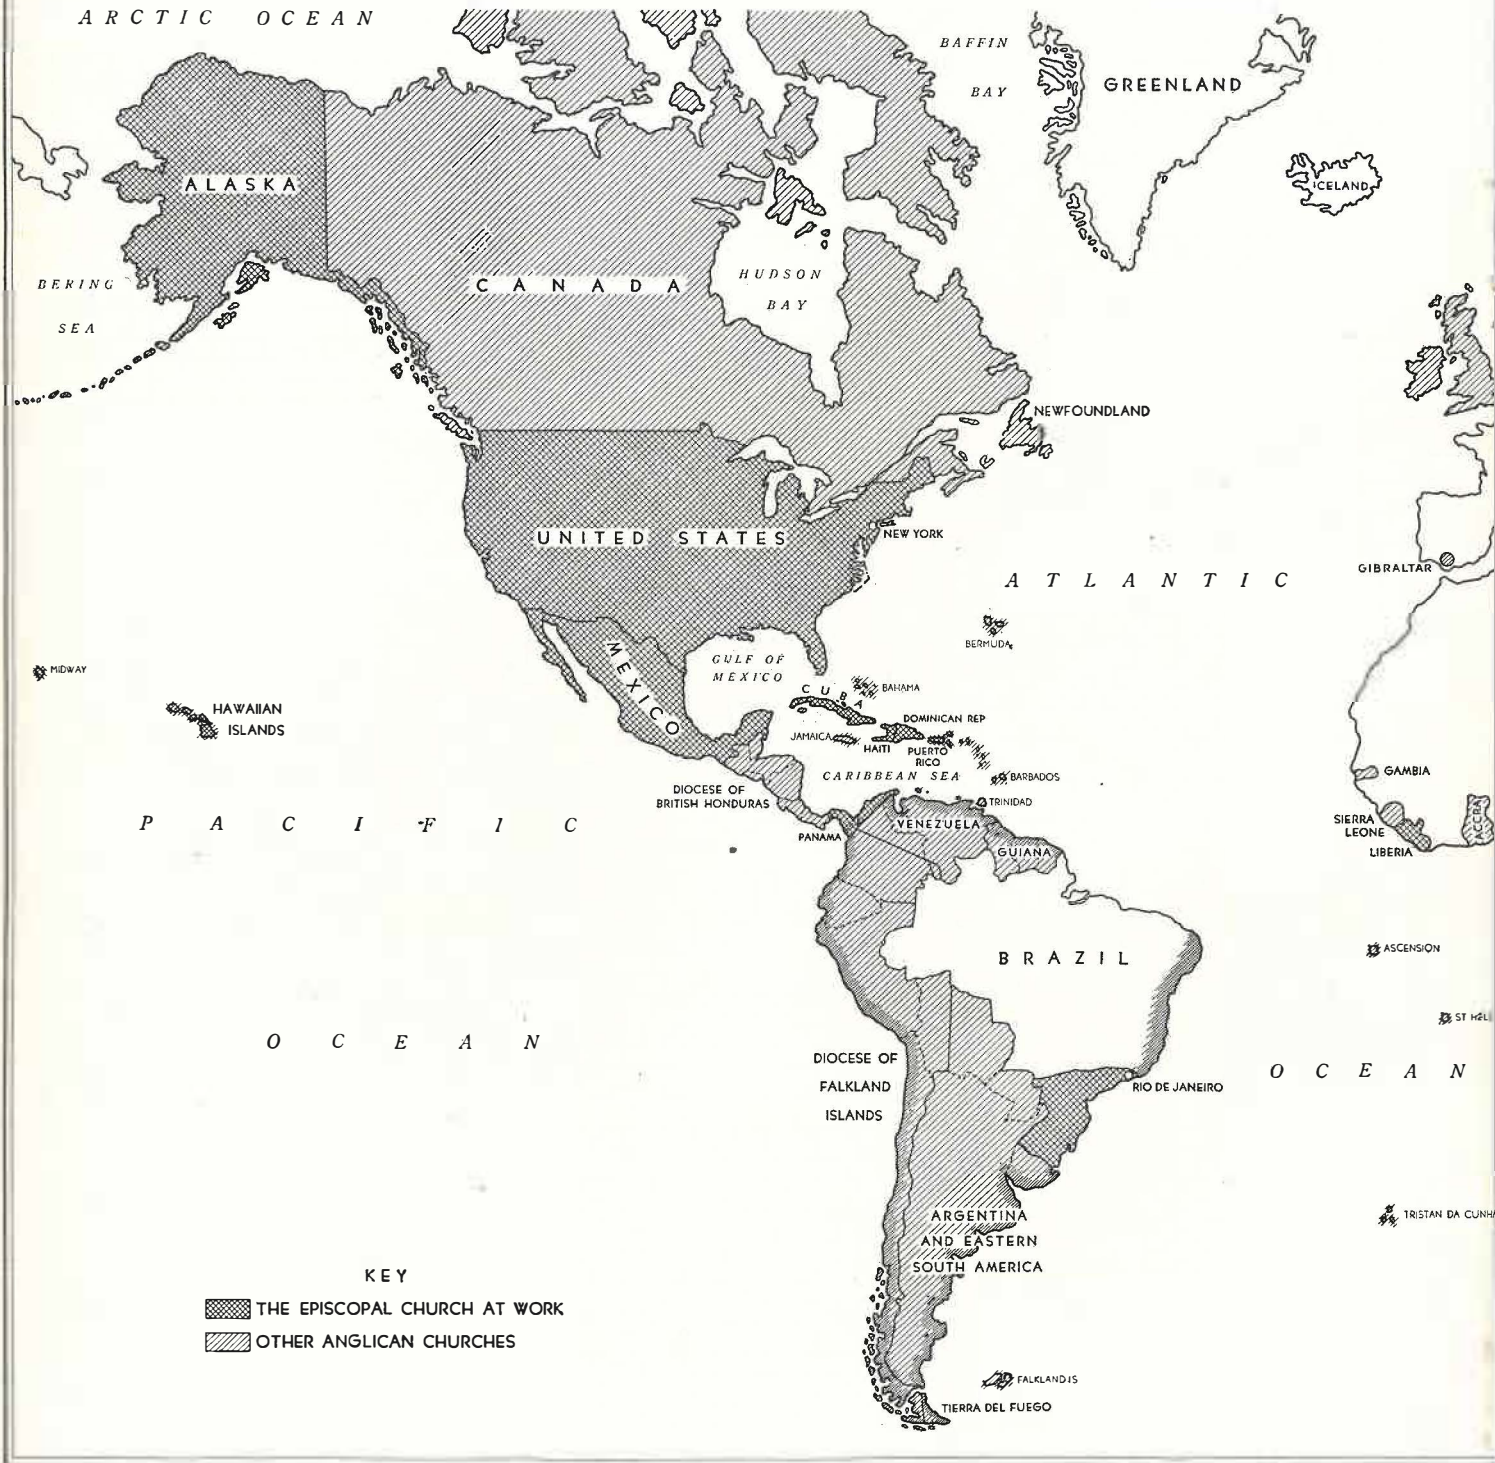 ARCTIC OCEAN
BAFFIN
BAY
GREENLAND
ICELAND
ALASKA
BERING
SEA
CANADA
HUDSON
BAY
NEWFOUNDLAND
UNITED STATES
NEW YORK
GIBRALTAR
ATLANTIC
BERMUDA
MIDWAY
HAWAIIAN
ISLANDS
MEXICO
GULF OF
MEXICO
CUBA
BAHAMA
DOMINICAN REP
JAMAICA
HAITI
PUERTO
RICO
CARIBBEAN SEA
BARBADOS
TRINIDAD
DIOCESE OF
BRITISH HONDURAS
PANAMA
VENEZUELA
GUIANA
GAMBIA
SIERRA
LEONE
LIBERIA
ACCRA
PACIFIC
BRAZIL
ASCENSION
ST HEL
OCEAN
DIOCESE OF
FALKLAND
ISLANDS
RIO DE JANEIRO
OCEAN
TRISTAN DA CUNHA
ARGENTINA
AND EASTERN
SOUTH AMERICA
KEY
THE EPISCOPAL CHURCH AT WORK
OTHER ANGLICAN CHURCHES
FALKLAND IS
TIERRA DEL FUEGO